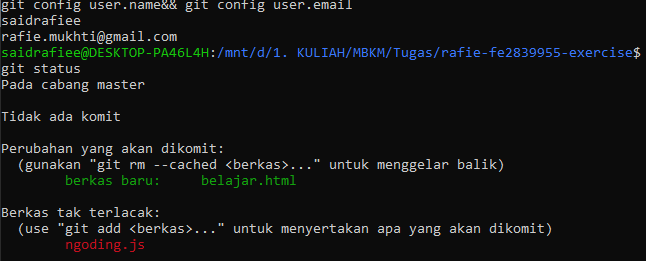 git config user.name&& git config user.email
saidrafiee
rafie.mukhti@gmail.com
saidrafiee@DESKTOP-PA46L4H:/mnt/d/1. KULIAH/MBKM/Tugas/rafie-fe2839955-exercise$
git status
Pada cabang master
Tidak ada komit
Perubahan yang akan dikomit:
(gunakan "git rm --cached <berkas>..." untuk menggelar balik)
berkas baru: belajar.html
Berkas tak terlacak:
(use "git add <berkas>..." untuk menyertakan apa yang akan dikomit)
ngoding.js